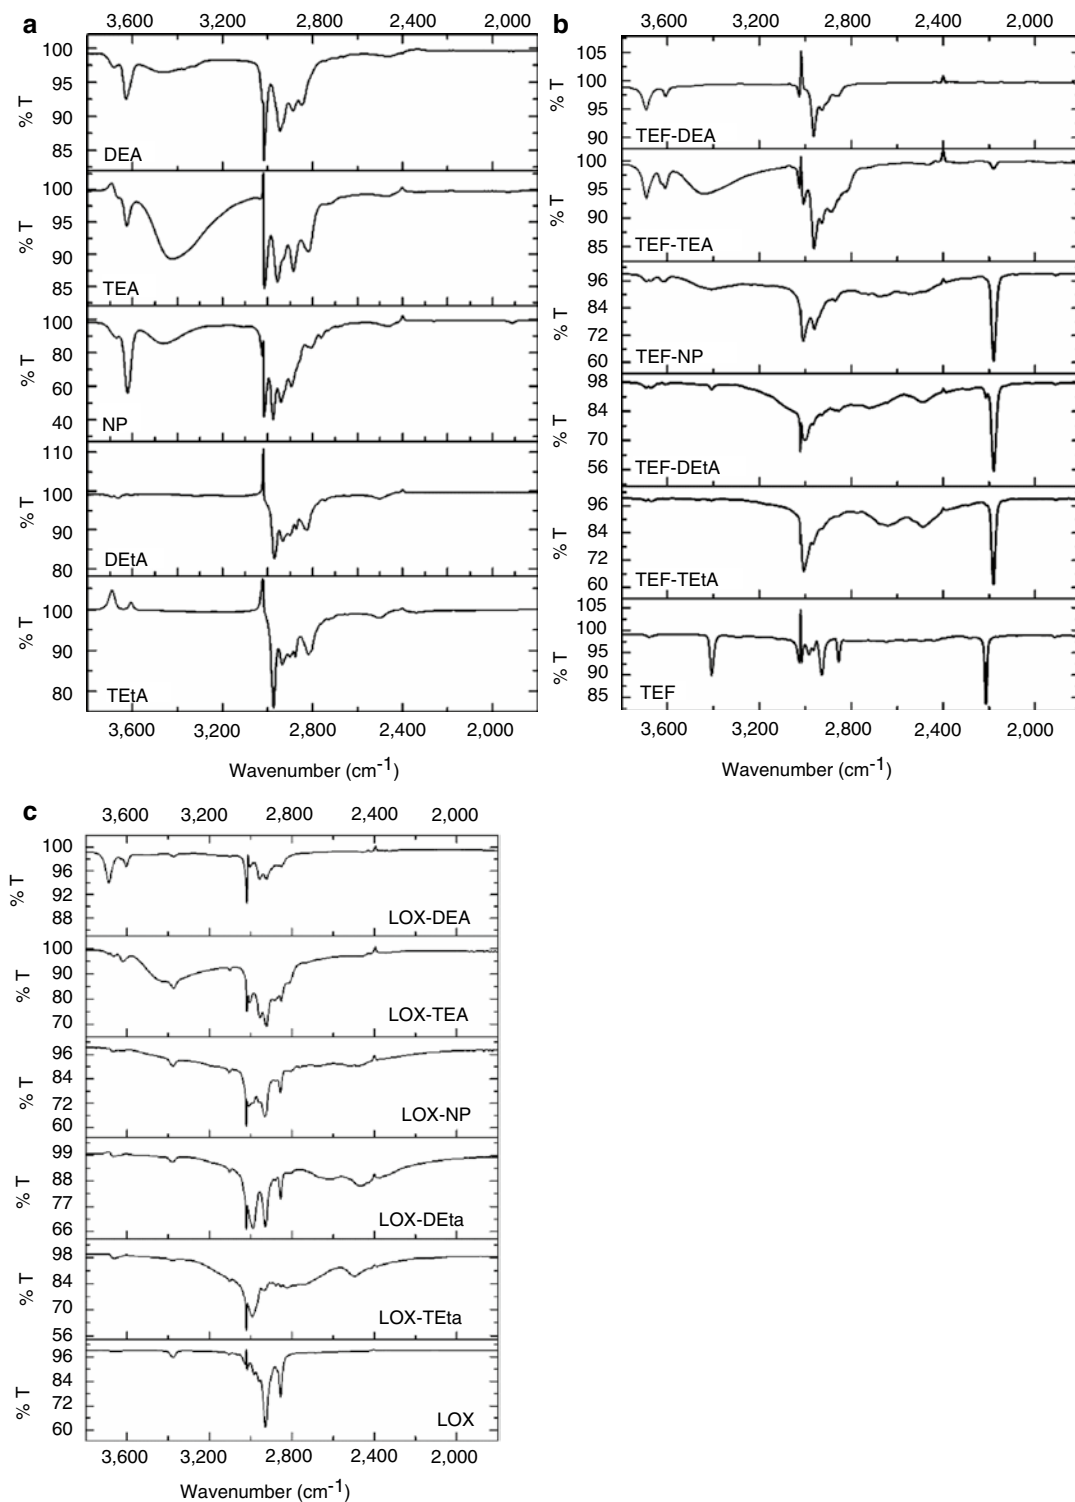 a
3,600 3,200 2,800 2,400 2,000
100
95
90
85
% T
DEA
100
95
90
85
% T
TEA
100
80
60
40
% T
NP
110
100
90
80
% T
DEtA
100
90
80
% T
TEtA
3,600 3,200 2,800 2,400 2,000
Wavenumber (cm-1)
b
3,600 3,200 2,800 2,400 2,000
105
100
95
90
% T
TEF-DEA
100
95
90
85
% T
TEF-TEA
96
84
72
60
% T
TEF-NP
98
84
70
56
% T
TEF-DEtA
96
84
72
60
% T
TEF-TEtA
105
100
95
90
85
% T
TEF
3,600 3,200 2,800 2,400 2,000
Wavenumber (cm-1)
c
3,600 3,200 2,800 2,400 2,000
100
96
92
88
% T
LOX-DEA
100
90
80
70
% T
LOX-TEA
96
84
72
60
% T
LOX-NP
99
88
77
66
% T
LOX-DEta
98
84
70
56
% T
LOX-TEta
96
84
72
60
% T
LOX
3,600 3,200 2,800 2,400 2,000
Wavenumber (cm-1)